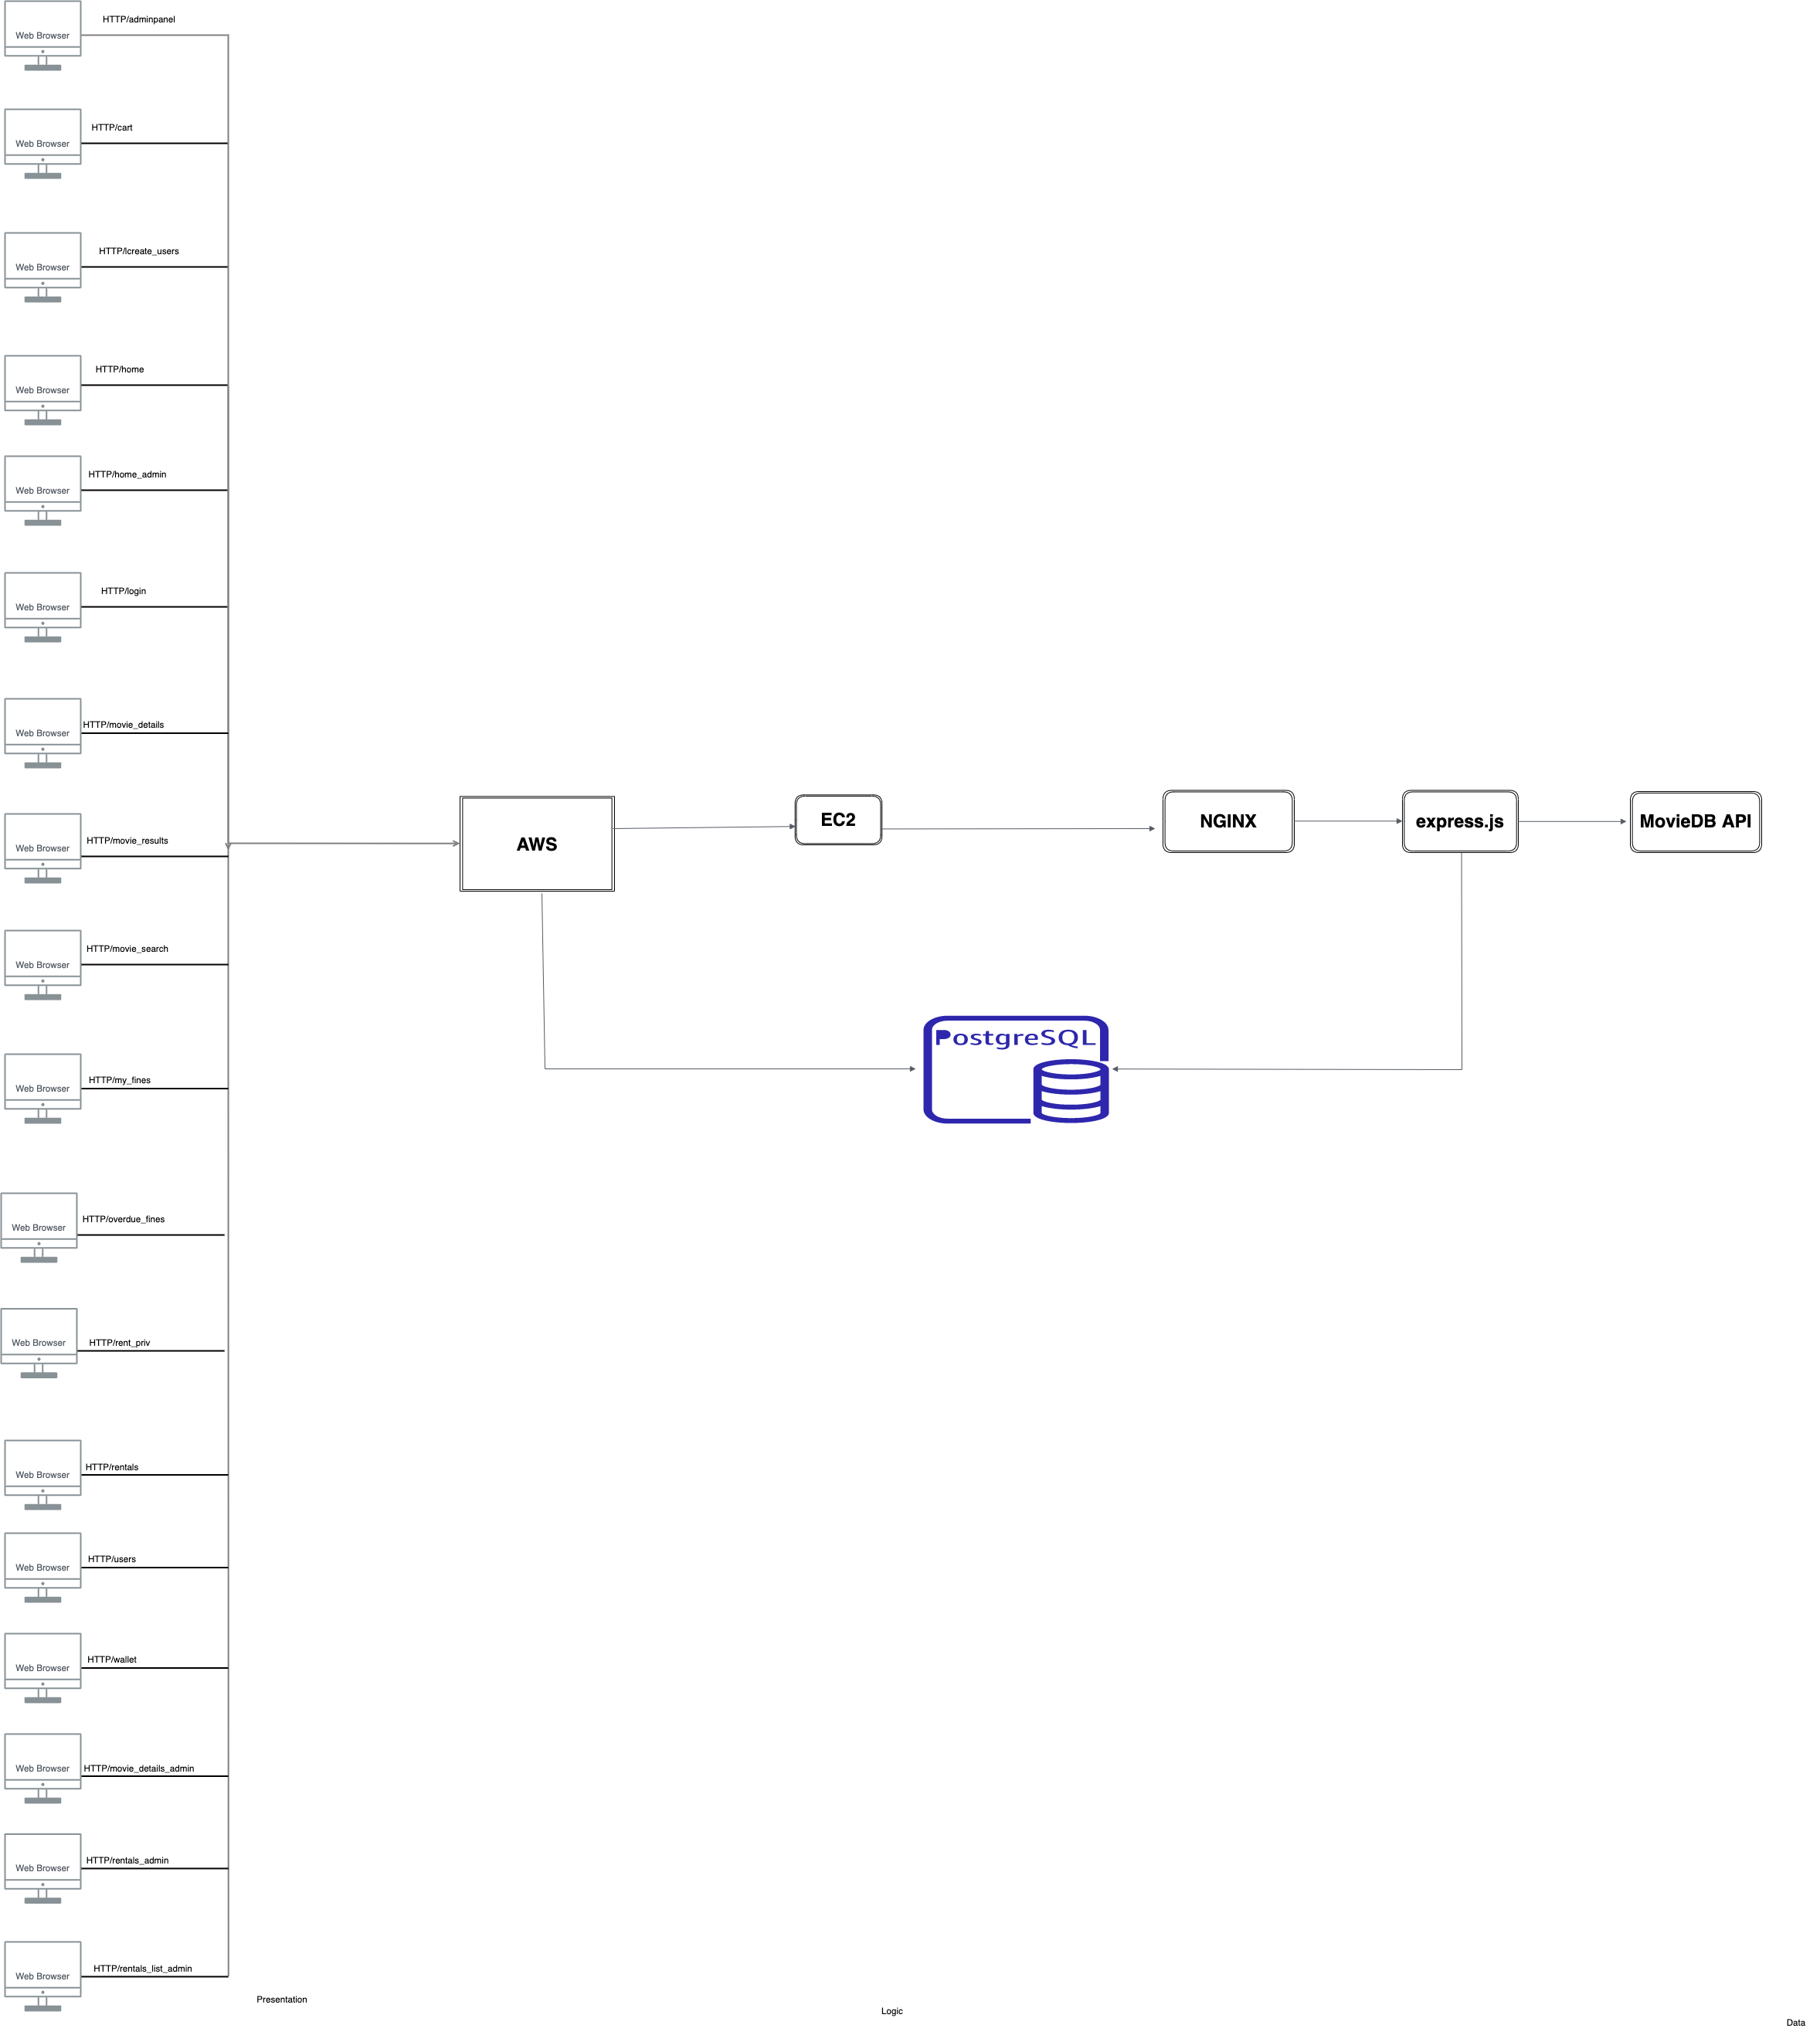 HTTP/adminpanel
Web Browser
HTTP/cart
Web Browser
HTTP/lcreate_users
Web Browser
HTTP/home
Web Browser
HTTP/home_admin
Web Browser
HTTP/login
Web Browser
HTTP/movie_details
Web Browser
HTTP/movie_results
Web Browser
HTTP/movie_search
Web Browser
HTTP/my_fines
Web Browser
HTTP/overdue_fines
Web Browser
HTTP/rent_priv
Web Browser
HTTP/rentals
Web Browser
HTTP/users
Web Browser
HTTP/wallet
Web Browser
HTTP/movie_details_admin
Web Browser
HTTP/rentals_admin
Web Browser
HTTP/rentals_list_admin
Web Browser
AWS
EC2
NGINX
express.js
MovieDB API
PostgreSQL
Presentation
Logic
Data